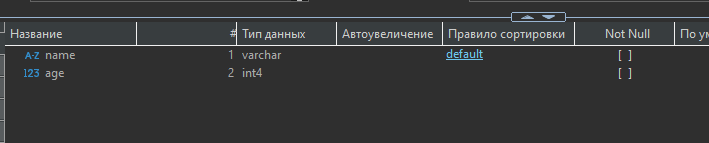 Название # Тип данных Автоувеличение Правило сортировки Not Null По ум
A-Z name 1 varchar default [ ]
123 age 2 int4 [ ]